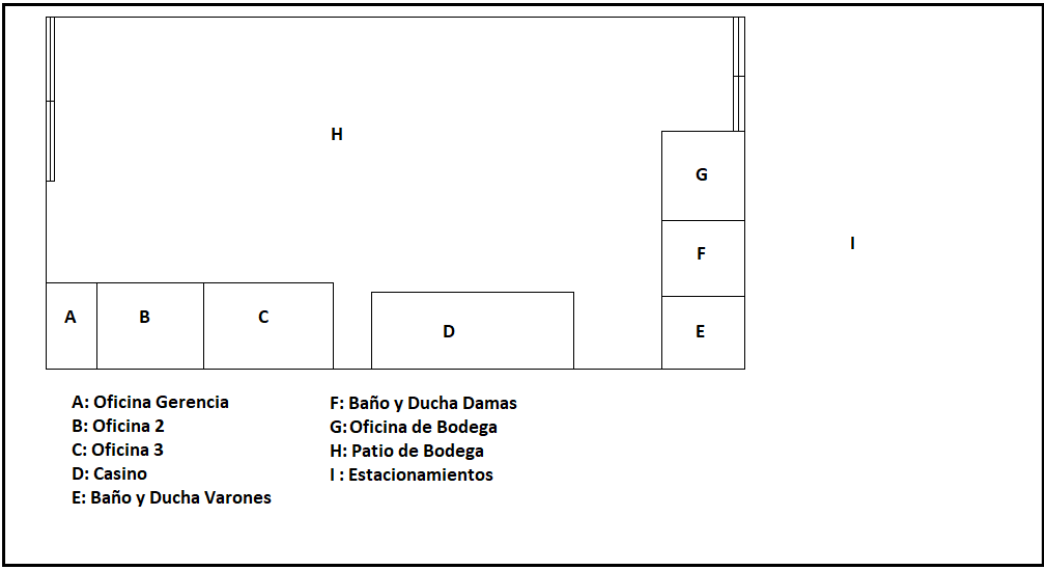 H
G
I
F
A
B
C
D
E
A: Oficina Gerencia
B: Oficina 2
C: Oficina 3
D: Casino
E: Baño y Ducha Varones
F: Baño y Ducha Damas
G:Oficina de Bodega
H: Patio de Bodega
I : Estacionamientos